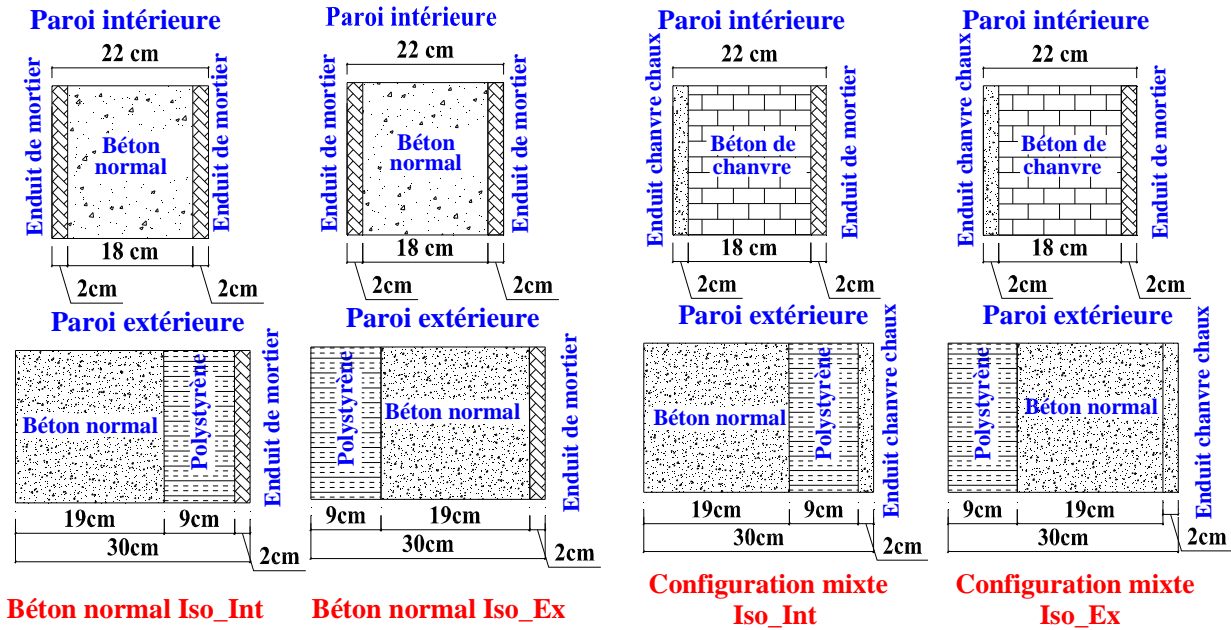 Paroi intérieure
22 cm
Enduit de mortier
Béton
normal
Enduit de mortier
18 cm
2cm
2cm
Paroi extérieure
Béton normal
Polystyrène
Enduit de mortier
19cm
9cm
30cm
2cm
Béton normal Iso_Int
Paroi intérieure
22 cm
Enduit de mortier
Béton
normal
Enduit de mortier
18 cm
2cm
2cm
Paroi extérieure
Polystyrène
Béton normal
Enduit de mortier
9cm
19cm
30cm
2cm
Béton normal Iso_Ex
Paroi intérieure
22 cm
Enduit chanvre chaux
Béton de
chanvre
Enduit de mortier
18 cm
2cm
2cm
Paroi extérieure
Béton normal
Polystyrène
Enduit chanvre chaux
19cm
9cm
30cm
2cm
Configuration mixte
Iso_Int
Paroi intérieure
22 cm
Enduit chanvre chaux
Béton de
chanvre
Enduit de mortier
18 cm
2cm
2cm
Paroi extérieure
Polystyrène
Béton normal
Enduit chanvre chaux
9cm
19cm
30cm
2cm
Configuration mixte
Iso_Ex